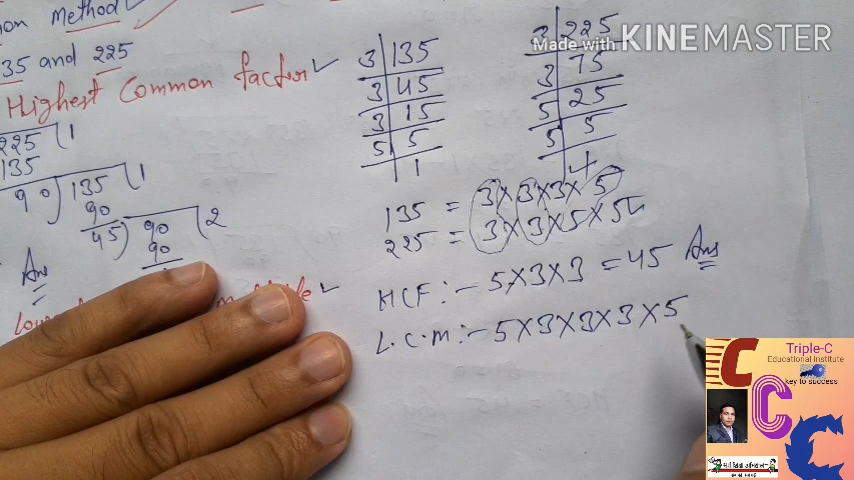 on Method
35 and 225
Highest Common factor
225 1
135
90 135 1
90
45 90 2
90
Ans
3 135
3 45
3 15
5 5
1
3 225
3 75
5 25
5 5
1
135 = 3×3×3×5
225 = 3×3×5×5
HCF:- 5×3×3 = 45 Ans
L.C.M:- 5×3×3×3×5
Made with KINEMASTER
Triple-C
Educational institute
key to success
C
C
C